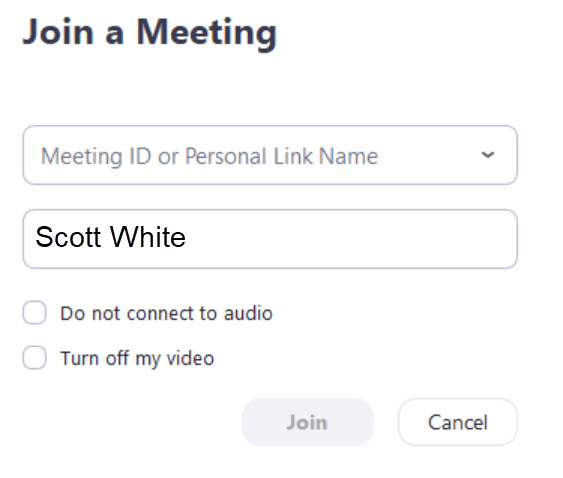 Join a Meeting
Meeting ID or Personal Link Name
Scott White
Do not connect to audio
Turn off my video
Join Cancel